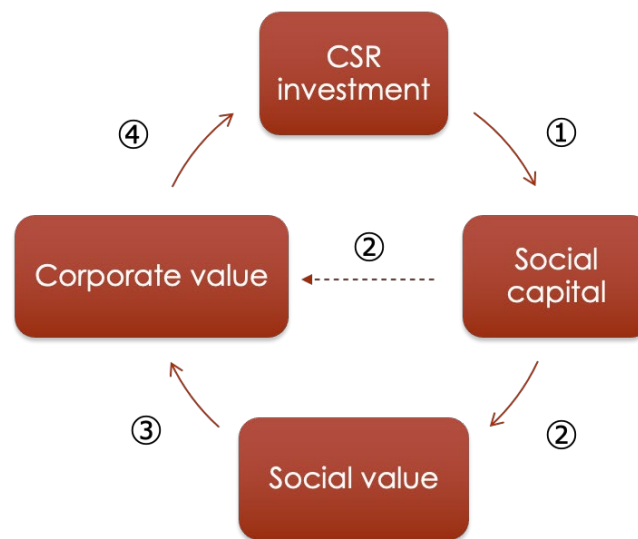 CSR
investment
④
①
②
Corporate value
Social
capital
③
②
Social value